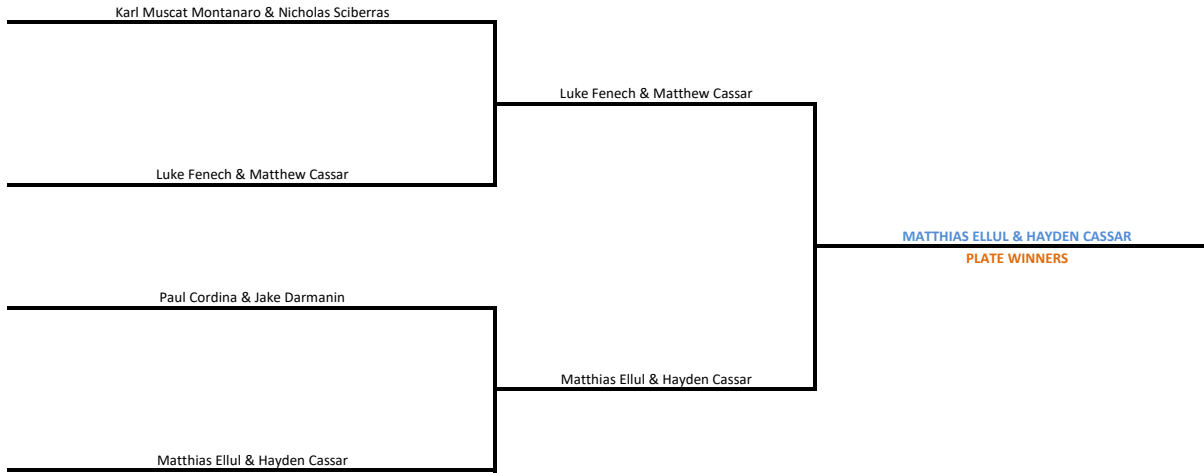 Karl Muscat Montanaro & Nicholas Sciberras
Luke Fenech & Matthew Cassar
Luke Fenech & Matthew Cassar
MATTHIAS ELLUL & HAYDEN CASSAR
PLATE WINNERS
Paul Cordina & Jake Darmanin
Matthias Ellul & Hayden Cassar
Matthias Ellul & Hayden Cassar